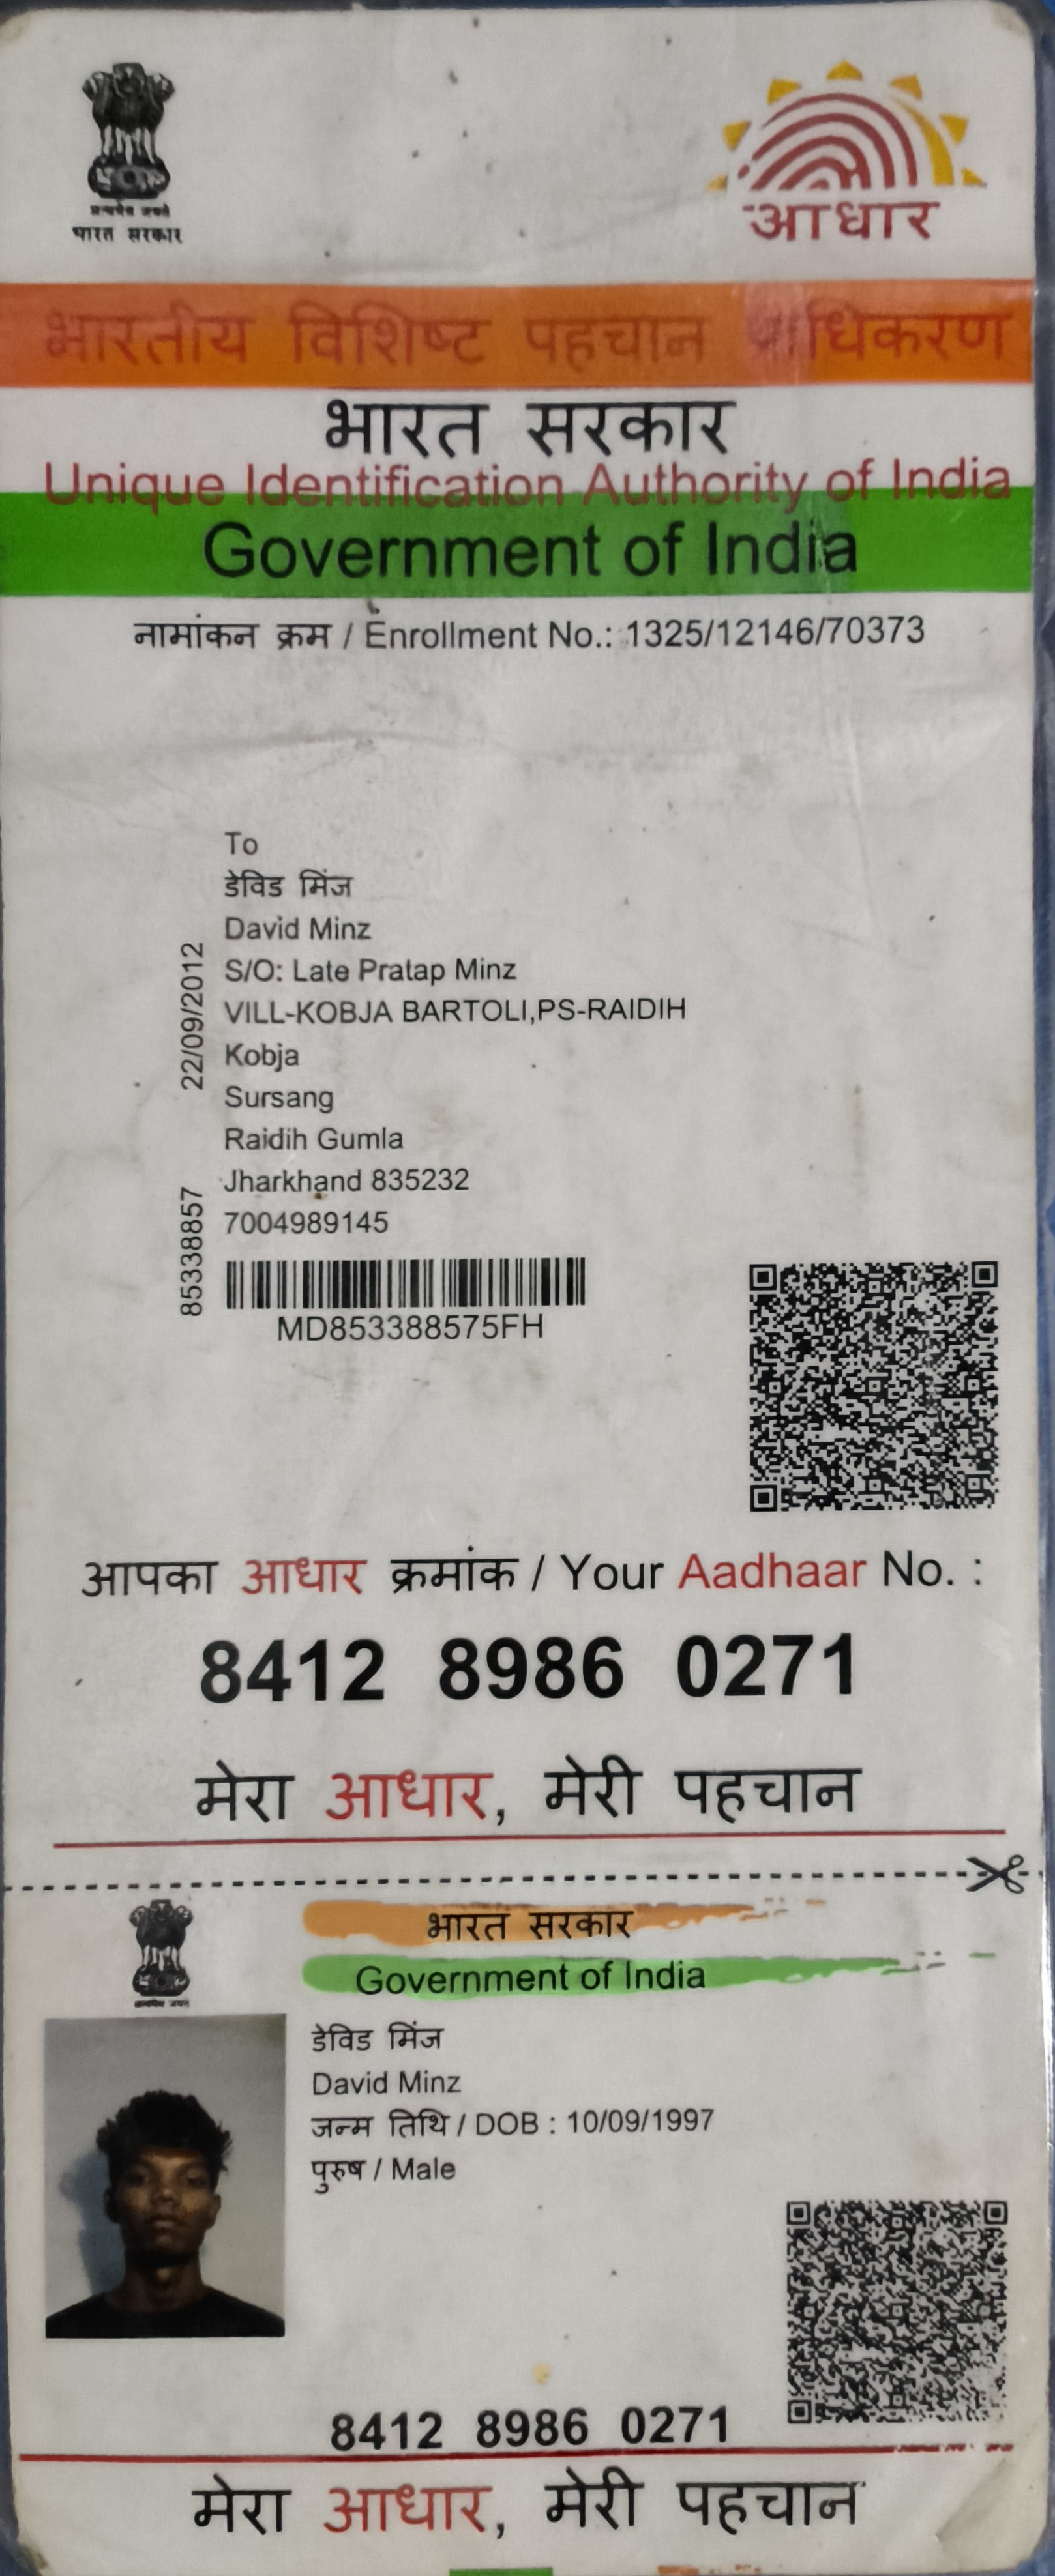 भारत सरकार
आधार
भारतीय विशिष्ट पहचान प्राधिकरण
भारत सरकार
Unique Identification Authority of India
Government of India
नामांकन क्रम / Enrollment No.: 1325/12146/70373
To
डेविड मिंज
David Minz
S/O: Late Pratap Minz
VILL-KOBJA BARTOLI,PS-RAIDIH
Kobja
Sursang
Raidih Gumla
Jharkhand 835232
7004989145
22/09/2012
85338857
MD853388575FH
आपका आधार क्रमांक / Your Aadhaar No. :
8412 8986 0271
मेरा आधार, मेरी पहचान
भारत सरकार
Government of India
डेविड मिंज
David Minz
जन्म तिथि / DOB : 10/09/1997
पुरुष / Male
8412 8986 0271
मेरा आधार, मेरी पहचान